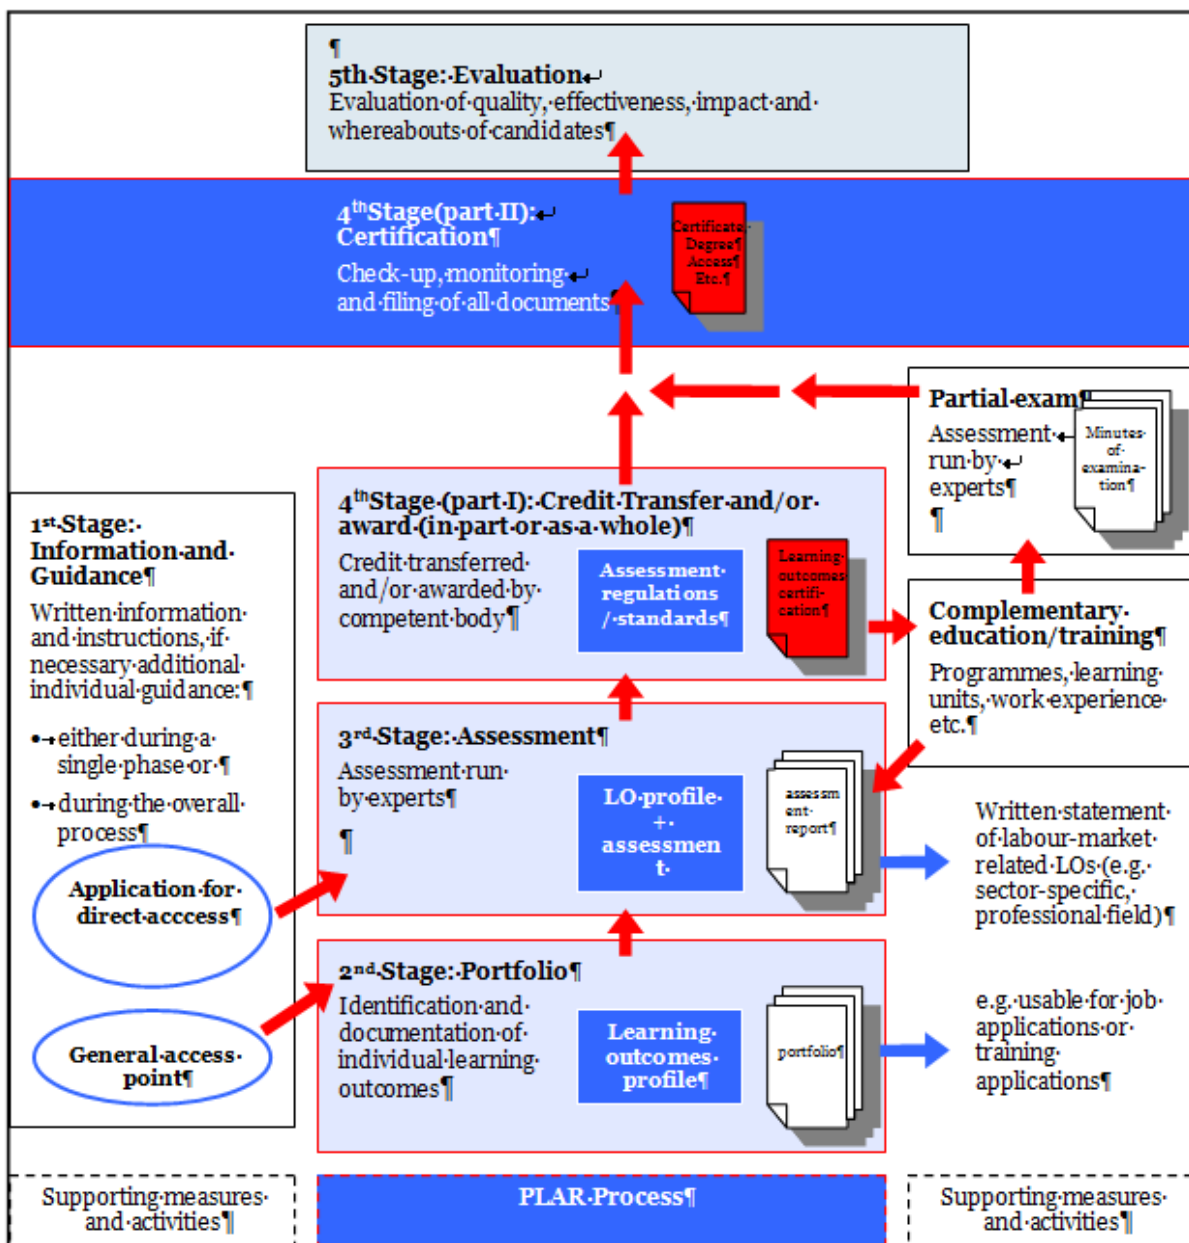 ¶
5th·Stage:·Evaluation↵
Evaluation·of·quality,·effectiveness,·impact·and·
whereabouts·of·candidates¶
4thStage(part·II):↵
Certification¶
Check-up,·monitoring·↵
and·filing·of·all·documents¶
Certificate,·
Degree¶
Access¶
Etc.¶
Partial·exam¶
Assessment·↵
run·by·↵
experts¶
¶
Minutes·
of·
examina-
tion¶
4thStage·(part·I):·Credit·Transfer·and/or·
award·(in·part·or·as·a·whole)¶
Credit·transferred·
and/or·awarded·by·
competent·body¶
Assessment·
regulations
/·standards¶
Learning·
outcomes·
certifi-
cation¶
1st·Stage:·
Information·and·
Guidance¶
Written·information·
and·instructions,·if·
necessary·additional·
individual·guidance:¶
•→either·during·a·
single·phase·or·¶
•→during·the·overall·
process¶
Application·for·
direct·acccess¶
General·access·
point¶
Complementary·
education/training¶
Programmes,·learning·
units,·work·experience·
etc.¶
3rd·Stage:·Assessment¶
Assessment·run·
by·experts¶
¶
LO·profile·
+·
assessmen
t·
assessm
ent·
report¶
Written·statement·
of·labour-market·
related·LOs·(e.g.·
sector-specific,·
professional·field)¶
2nd·Stage:·Portfolio¶
Identification·and·
documentation·of·
individual·learning·
outcomes¶
Learning·
outcomes·
profile¶
portfolio¶
e.g.·usable·for·job·
applications·or·
training·
applications¶
Supporting·measures·
and·activities¶
PLAR·Process¶
Supporting·measures·
and·activities¶